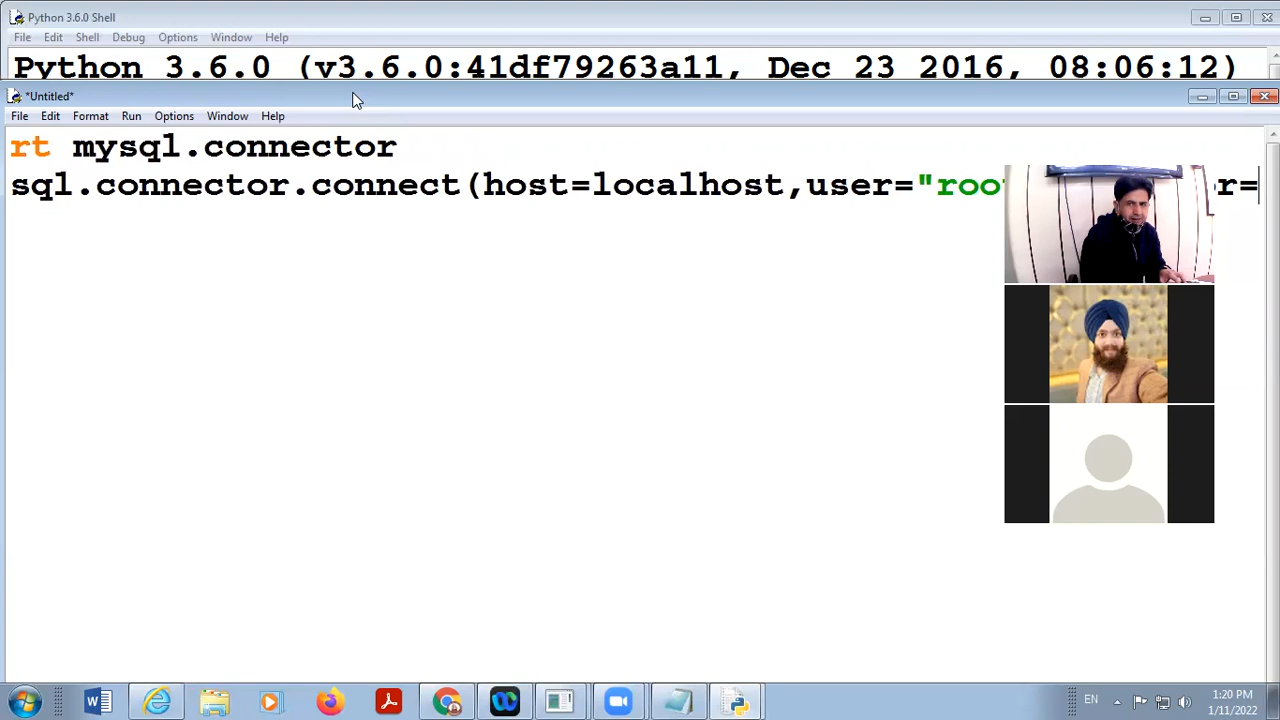 Python 3.6.0 Shell
File Edit Shell Debug Options Window Help
Python 3.6.0 (v3.6.0:41df79263a11, Dec 23 2016, 08:06:12)
*Untitled*
File Edit Format Run Options Window Help
rt mysql.connector
sql.connector.connect(host=localhost,user="roo r=
EN
1:20 PM
1/11/2022